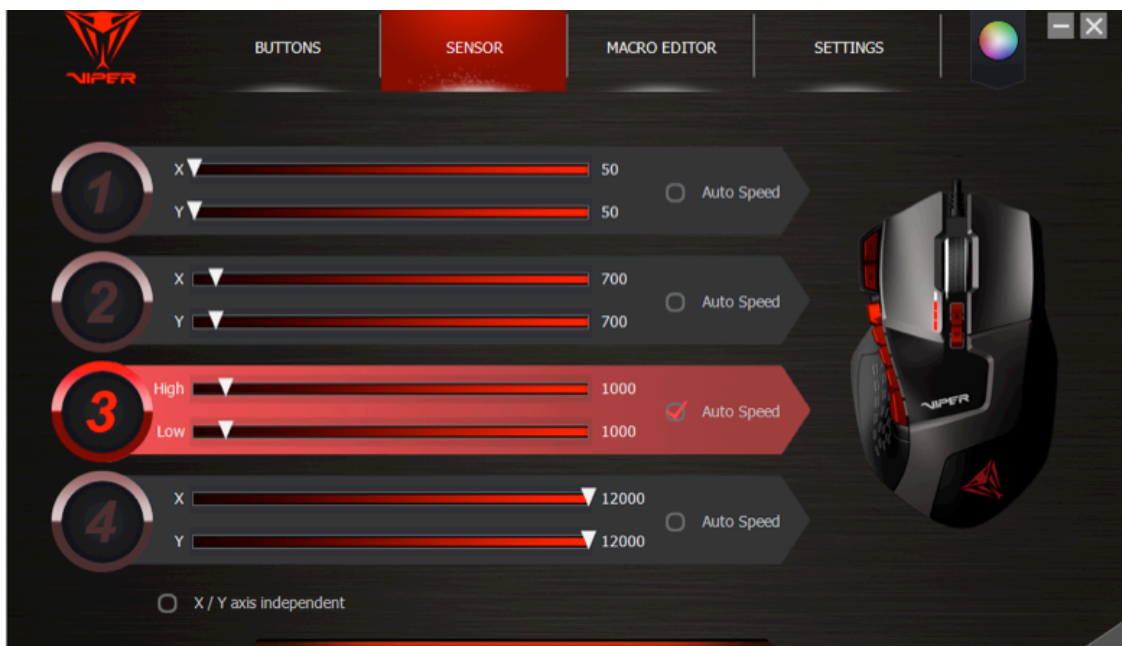 VIPER
BUTTONS
SENSOR
MACRO EDITOR
SETTINGS
1
X
50
Y
50
Auto Speed
2
X
700
Y
700
Auto Speed
3
High
1000
Low
1000
Auto Speed
4
X
12000
Y
12000
Auto Speed
X / Y axis independent
VIPER